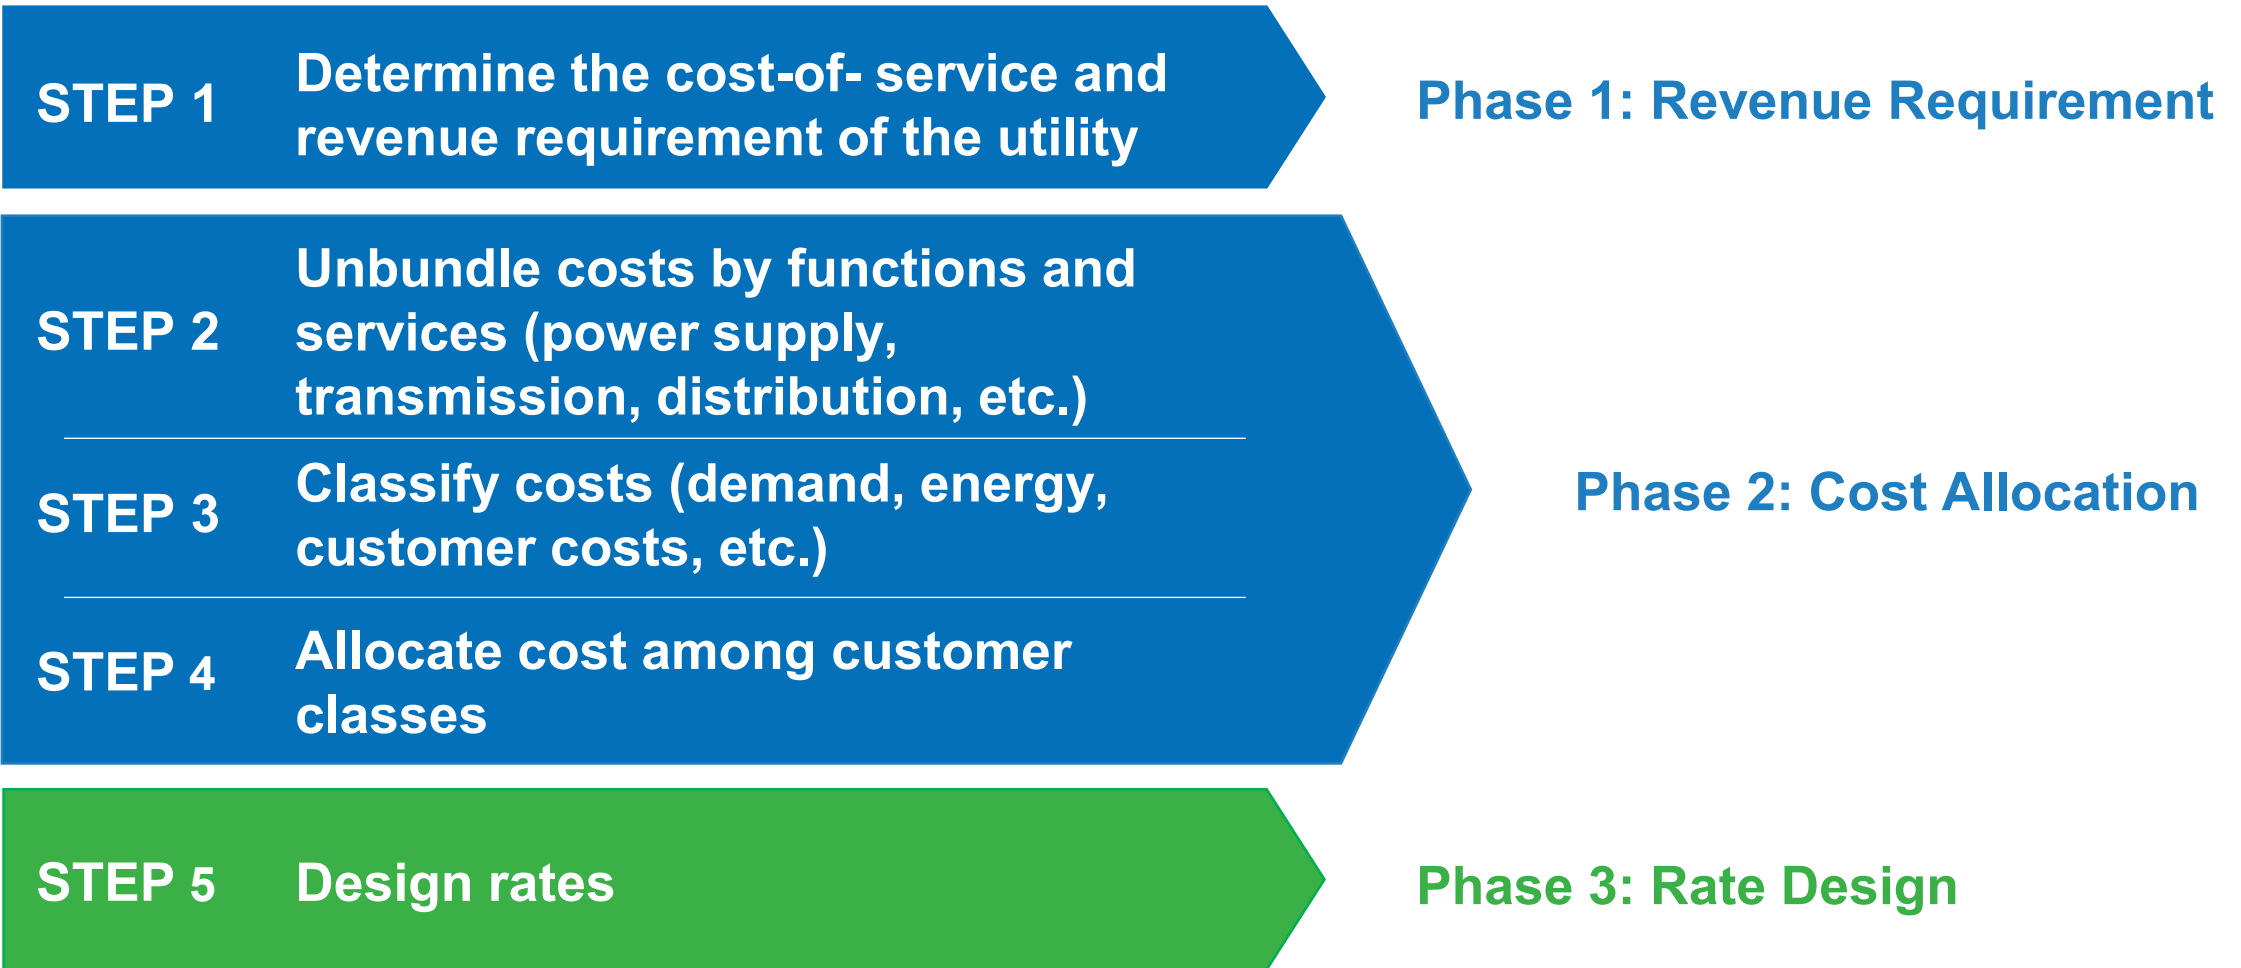 STEP 1
Determine the cost-of- service and
revenue requirement of the utility
Phase 1: Revenue Requirement
STEP 2
Unbundle costs by functions and
services (power supply,
transmission, distribution, etc.)
STEP 3
Classify costs (demand, energy,
customer costs, etc.)
STEP 4
Allocate cost among customer
classes
Phase 2: Cost Allocation
STEP 5
Design rates
Phase 3: Rate Design